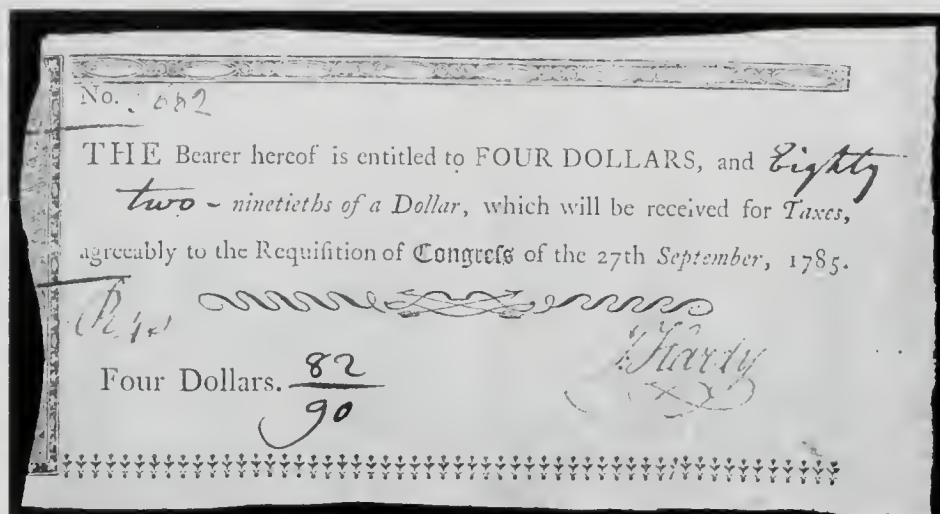 No. 682
THE Bearer hereof is entitled to FOUR DOLLARS, and Eighty
two - ninetieths of a Dollar, which will be received for Taxes,
agreeably to the Requiſition of Congreſs of the 27th September, 1785.
Hardy
Four Dollars. 82/90